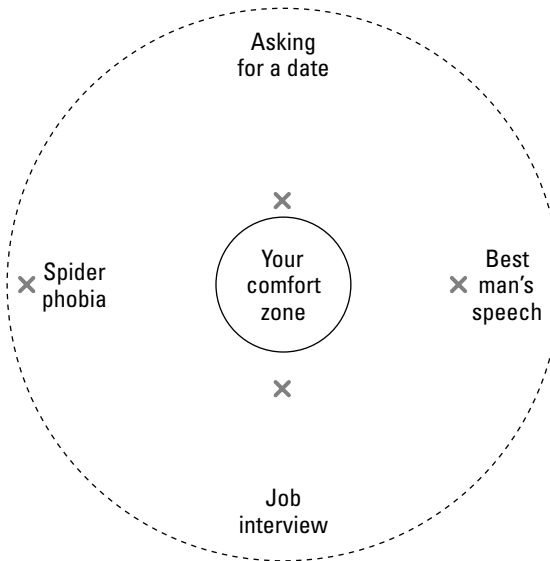 Asking
for a date
Spider
phobia
Your
comfort
zone
Best
man's
speech
Job
interview